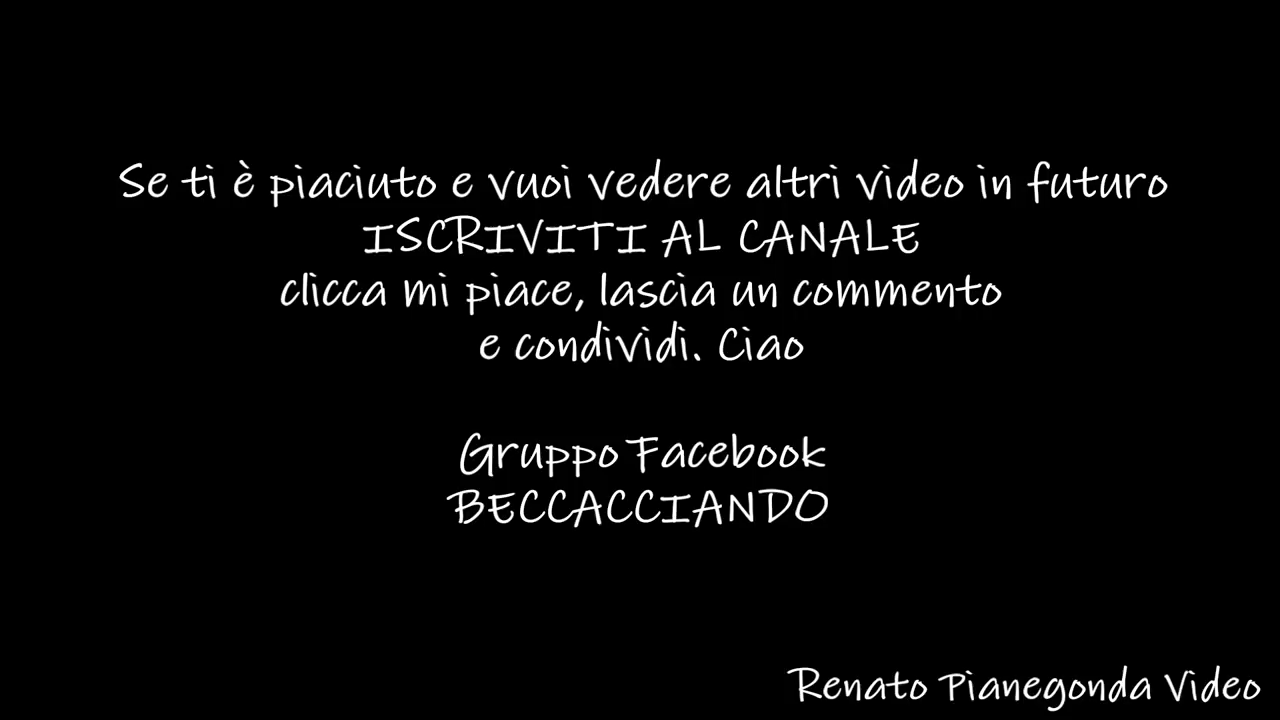 Se ti è piaciuto e vuoi vedere altri video in futuro
ISCRIVITI AL CANALE
clicca mi piace, lascia un commento
e condividi. Ciao
Gruppo Facebook
BECCACCIANDO
Renato Pianegonda Video